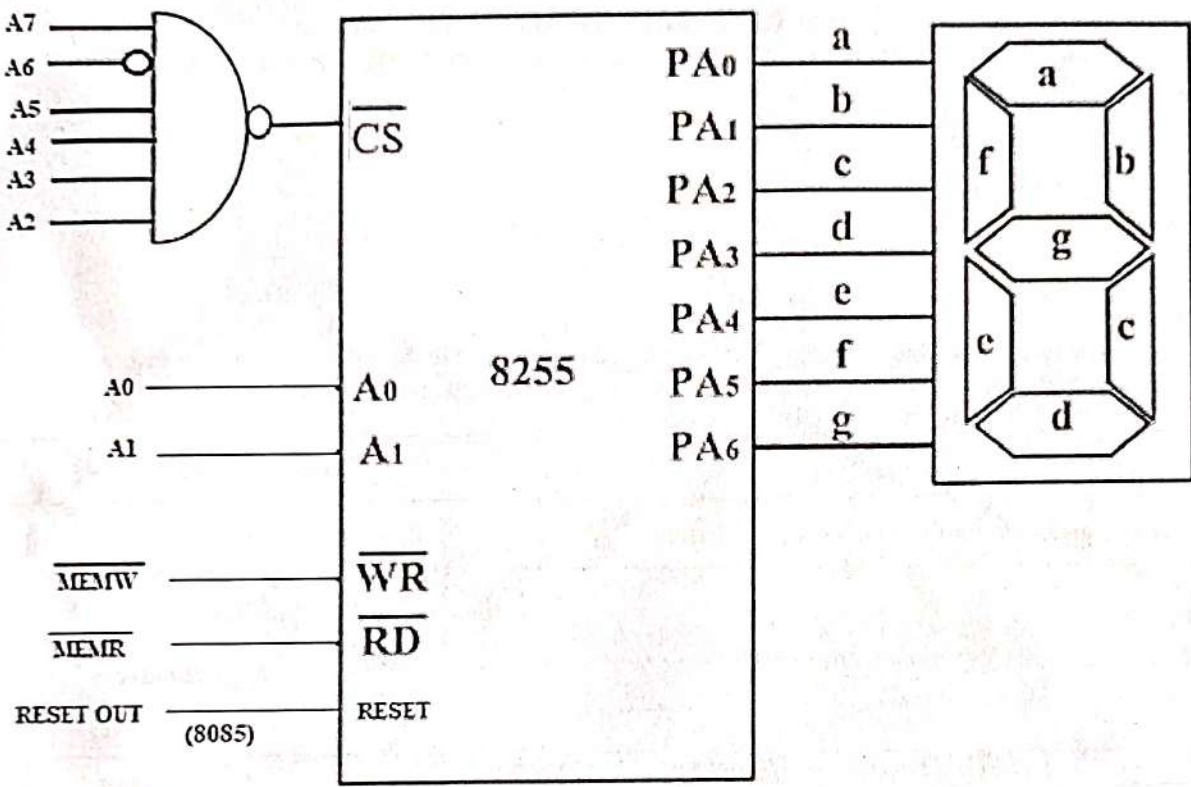 A7
A6
A5
A4
A3
A2
CS
A0 A0
A1 A1
8255
MEMW WR
MEMR RD
RESET OUT RESET
(8085)
PA0 a
PA1 b
PA2 c
PA3 d
PA4 e
PA5 f
PA6 g
a
f b
g
e c
d